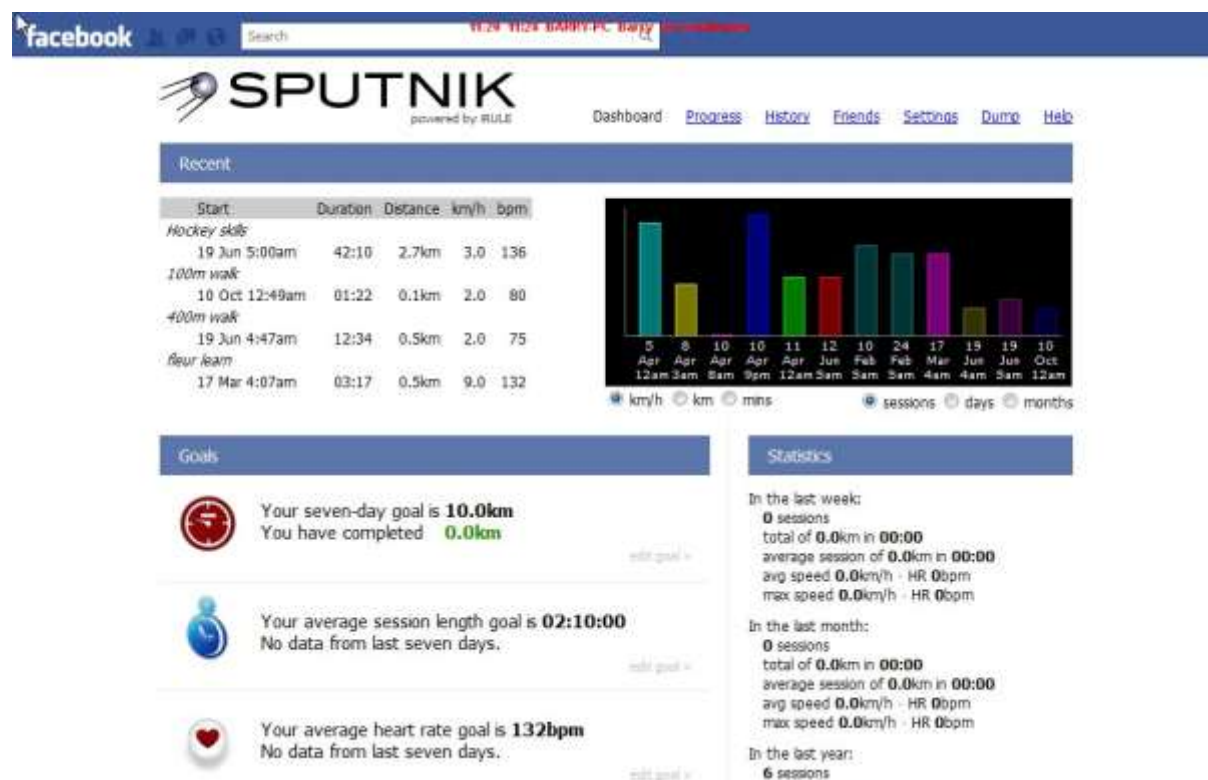 facebook
Search
11:24 11:24 BARRY-PC Barry
SPUTNIK
powered by RULE
Dashboard Progress History Friends Settings Dump Help
Recent
Start Duration Distance km/h bpm
Hockey skills
19 Jun 5:00am 42:10 2.7km 3.0 136
100m walk
10 Oct 12:49am 01:22 0.1km 2.0 80
400m walk
19 Jun 4:47am 12:34 0.5km 2.0 75
fleur learn
17 Mar 4:07am 03:17 0.5km 9.0 132
5 8 10 10 11 12 10 24 17 19 19 10
Apr Apr Apr Apr Apr Jun Feb Feb Mar Jun Jun Oct
12am 3am 8am 9pm 12am 5am 5am 5am 4am 4am 5am 12am
km/h km mins sessions days months
Goals
Your seven-day goal is 10.0km
You have completed 0.0km
edit goal »
Your average session length goal is 02:10:00
No data from last seven days.
edit goal »
Your average heart rate goal is 132bpm
No data from last seven days.
edit goal »
Statistics
In the last week:
0 sessions
total of 0.0km in 00:00
average session of 0.0km in 00:00
avg speed 0.0km/h - HR 0bpm
max speed 0.0km/h - HR 0bpm
In the last month:
0 sessions
total of 0.0km in 00:00
average session of 0.0km in 00:00
avg speed 0.0km/h - HR 0bpm
max speed 0.0km/h - HR 0bpm
In the last year:
6 sessions